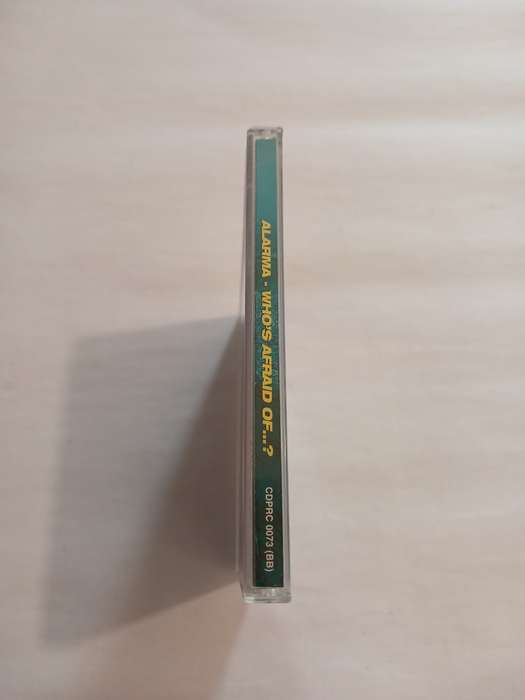 ALARMA - WHO'S AFRAID OF...?
CDPRC 0073 (BB)